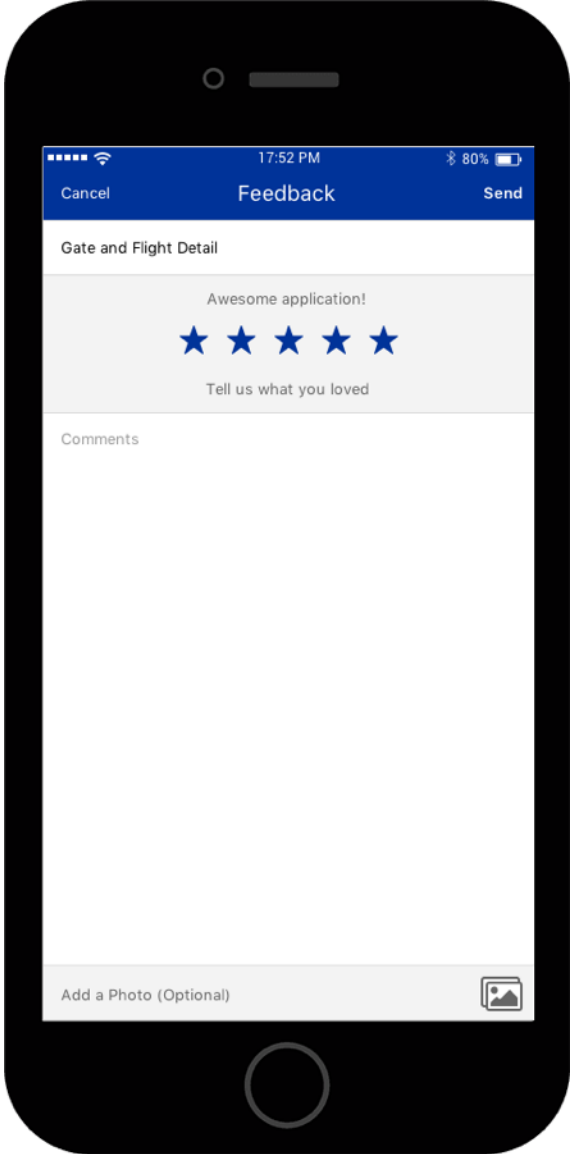 17:52 PM 80%
Cancel Feedback Send
Gate and Flight Detail
Awesome application!
Tell us what you loved
Comments
Add a Photo (Optional)